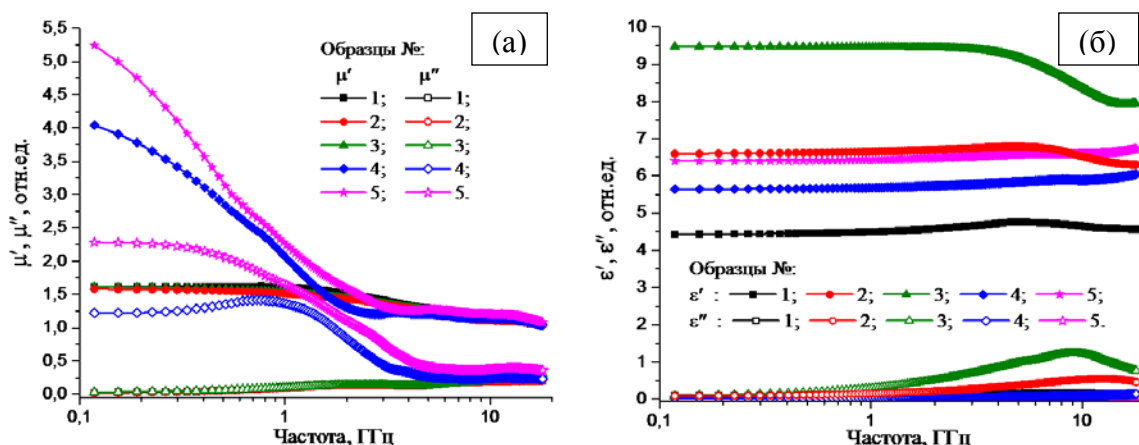 (а)
5,5
5,0
4,5
4,0
3,5
3,0
2,5
2,0
1,5
1,0
0,5
0,0
μ′, μ″, отн.ед.
Образцы №:
μ′ μ″
1; 1;
2; 2;
3; 3;
4; 4;
5; 5.
0,1 1 10
Частота, ГГц
(б)
10
9
8
7
6
5
4
3
2
1
0
ε′, ε″, отн.ед.
Образцы №:
ε′ : 1; 2; 3; 4; 5;
ε″ : 1; 2; 3; 4; 5.
0,1 1 10
Частота, ГГц